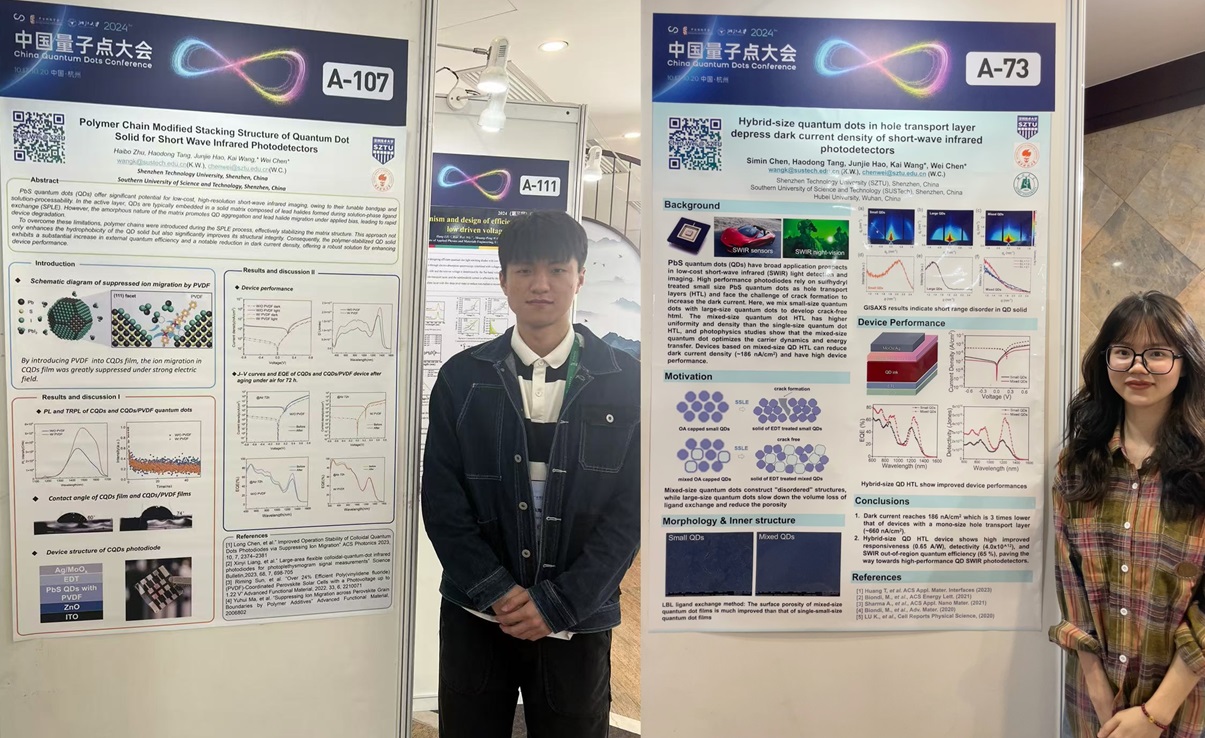 2024
中国量子点大会
China Quantum Dots Conference
中国·杭州
A-107
Polymer Chain Modified Stacking Structure of Quantum Dot
Solid for Short Wave Infrared Photodetectors
Haibo Zhu, Haodong Tang, Junjie Hao, Kai Wang,* Wei Chen*
wangk@sustech.edu.cn(K.W.), chenwei@sztu.edu.cn(W.C.)
Shenzhen Technology University, Shenzhen, China
Southern University of Science and Technology, Shenzhen, China
Abstract
PbS quantum dots (QDs) offer significant potential for low-cost, high-resolution short-wave infrared imaging, owing to their tunable bandgap and
solution-processability. In the active layer, QDs are typically embedded in a solid matrix composed of lead halides formed during solution-phase ligand
exchange (SPLE). However, the amorphous nature of the matrix promotes QD aggregation and lead halide migration under applied bias, leading to rapid
device degradation.
To overcome these limitations, polymer chains were introduced during the SPLE process, effectively stabilizing the matrix structure. This approach not
only enhances the hydrophobicity of the QD solid but also significantly improves its structural integrity. Consequently, the polymer-stabilized QD solid
exhibits a substantial increase in external quantum efficiency and a notable reduction in dark current density, offering a robust solution for enhancing
device performance.
Introduction
Schematic diagram of suppressed ion migration by PVDF
Pb
S
I
PbI₂
[111] facet
PVDF
By introducing PVDF into CQDs film, the ion migration in
CQDs film was greatly suppressed under strong electric
field.
Results and discussion I
PL and TRPL of CQDs and CQDs/PVDF quantum dots
Contact angle of CQDs film and CQDs/PVDF films
Device structure of CQDs photodiode
Ag/MoOₓ
EDT
PbS QDs with
PVDF
ZnO
ITO
Results and discussion II
Device performance
J-V curves and EQE of CQDs and CQDs/PVDF device after
aging under air for 72 h.
References
[1] Long Chen, et al." Improved Operation Stability of Colloidal Quantum
Dots Photodiodes via Suppressing Ion Migration" ACS Photonics 2023,
10, 7, 2374–2381
[2] Xinyi Liang, et al." Large-area flexible colloidal-quantum-dot infrared
photodiodes for photoplethysmogram signal measurements" Science
Bulletin,2023, 68, 7, 698-705
[3] Riming Sun, et al. "Over 24% Efficient Poly(vinylidene fluoride)
(PVDF)-Coordinated Perovskite Solar Cells with a Photovoltage up to
1.22 V" Advanced Functional Material, 2022, 33, 6, 2210071
[4] Yuhui Ma, et al. "Suppressing Ion Migration across Perovskite Grain
Boundaries by Polymer Additives" Advanced Functional Material.
2006802
A-111
2024
中国量子点大会
China Quantum Dots Conference
中国·杭州
A-73
Hybrid-size quantum dots in hole transport layer
depress dark current density of short-wave infrared
photodetectors
Simin Chen, Haodong Tang, Junjie Hao, Kai Wang*, Wei Chen*
wangk@sustech.edu.cn (K.W.), chenwei@sztu.edu.cn (W.C.)
Shenzhen Technology University (SZTU), Shenzhen, China
Southern University of Science and Technology (SUSTech), Shenzhen, China
Hubei University, Wuhan, China
SZTU
Background
SWIR sensors
SWIR night-vision
PbS quantum dots (QDs) have broad application prospects
in low-cost short-wave infrared (SWIR) light detection and
imaging. High performance photodiodes rely on sulfhydryl
treated small size PbS quantum dots as hole transport
layers (HTL) and face the challenge of crack formation to
increase the dark current. Here, we mix small-size quantum
dots with large-size quantum dots to develop crack-free
html. The mixed-size quantum dot HTL has higher
uniformity and density than the single-size quantum dot
HTL, and photophysics studies show that the mixed-size
quantum dot optimizes the carrier dynamics and energy
transfer. Devices based on mixed-size QD HTL can reduce
dark current density (~186 nA/cm²) and have high device
performance.
Motivation
crack formation
SSLE
OA capped small QDs
solid of EDT treated small QDs
crack free
SSLE
mixed OA capped QDs
solid of EDT treated mixed QDs
Mixed-size quantum dots construct "disordered" structures,
while large-size quantum dots slow down the volume loss of
ligand exchange and reduce the porosity
Morphology & Inner structure
Small QDs
Mixed QDs
LBL ligand exchange method: The surface porosity of mixed-size
quantum dot films is much improved than that of single-small-size
quantum dot films
Small QDs
Large QDs
Mixed QDs
GISAXS results indicate short range disorder in QD solid
Device Performance
Current Density (A/cm²)
Voltage (V)
EQE (%)
Wavelength (nm)
Detectivity (Jones)
Wavelength (nm)
Hybrid-size QD HTL show improved device performances
Conclusions
1. Dark current reaches 186 nA/cm² which is 3 times lower
that of devices with a mono-size hole transport layer
(~660 nA/cm²).
2. Hybrid-size QD HTL device shows high improved
responsiveness (0.65 A/W), detectivity (4.0x10¹²), and
SWIR out-of-region quantum efficiency (65 %), paving the
way towards high-performance QD SWIR photodetectors.
References
[1] Huang T, et al. ACS Appl. Mater. Interfaces (2020)
[2] Biondi, M., et al., ACS Energy Lett. (2021)
[3] Sharma A., et al., ACS Appl. Nano Mater. (2021)
[4] Biondi, M., et al., Adv. Mater. (2020)
[5] LU K., et al., Cell Reports Physical Science, (2020)